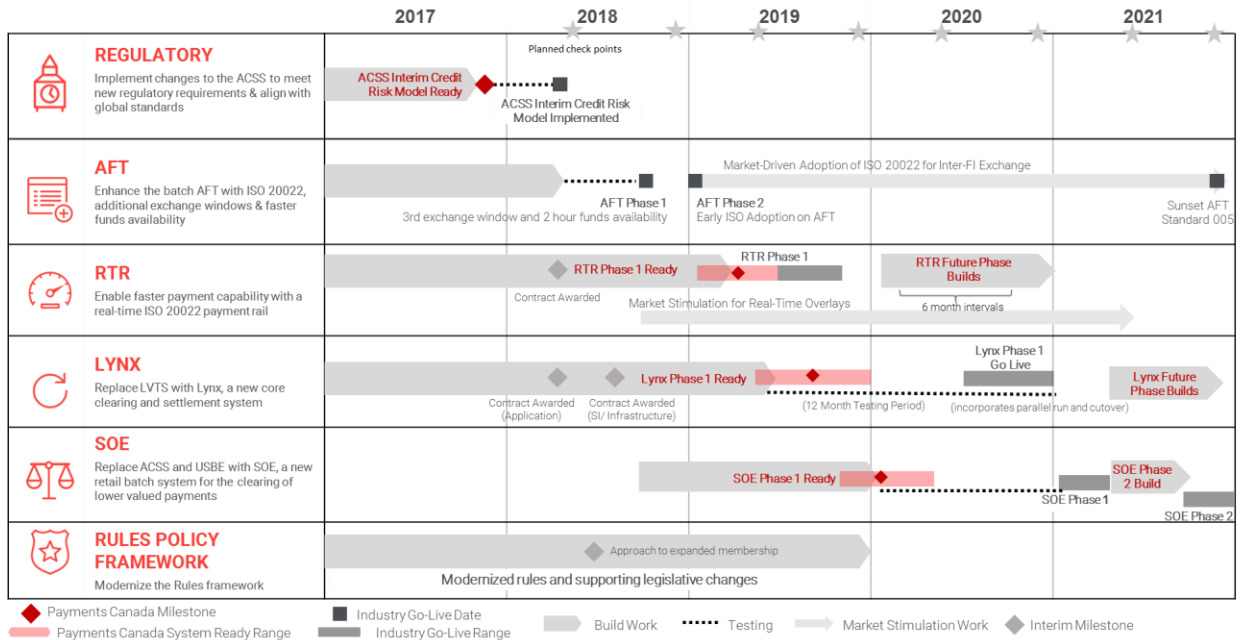 2017 2018 2019 2020 2021
Planned check points
REGULATORY
Implement changes to the ACSS to meet
new regulatory requirements & align with
global standards
ACSS Interim Credit
Risk Model Ready
ACSS Interim Credit Risk
Model Implemented
AFT
Enhance the batch AFT with ISO 20022,
additional exchange windows & faster
funds availability
Market-Driven Adoption of ISO 20022 for Inter-FI Exchange
AFT Phase 1
3rd exchange window and 2 hour funds availability
AFT Phase 2
Early ISO Adoption on AFT
Sunset AFT
Standard 005
RTR
Enable faster payment capability with a
real-time ISO 20022 payment rail
RTR Phase 1 Ready
Contract Awarded
RTR Phase 1
RTR Future Phase
Builds
6 month intervals
Market Stimulation for Real-Time Overlays
LYNX
Replace LVTS with Lynx, a new core
clearing and settlement system
Contract Awarded
(Application)
Contract Awarded
(SI/ Infrastructure)
Lynx Phase 1 Ready
(12 Month Testing Period)
Lynx Phase 1
Go Live
(incorporates parallel run and cutover)
Lynx Future
Phase Builds
SOE
Replace ACSS and USBE with SOE, a new
retail batch system for the clearing of
lower valued payments
SOE Phase 1 Ready
SOE Phase 1
SOE Phase
2 Build
SOE Phase 2
RULES POLICY
FRAMEWORK
Modernize the Rules framework
Approach to expanded membership
Modernized rules and supporting legislative changes
Payments Canada Milestone
Industry Go-Live Date
Build Work
Testing
Market Stimulation Work
Interim Milestone
Payments Canada System Ready Range
Industry Go-Live Range